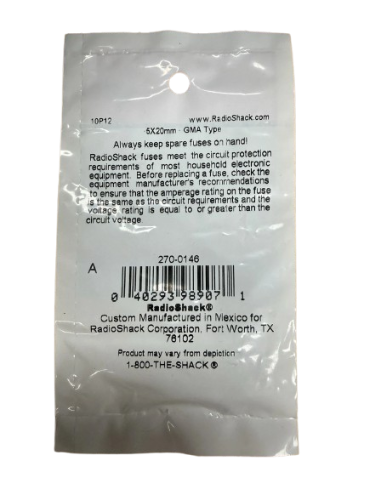 10P12 www.RadioShack.com
5X20mm - GMA Type
Always keep spare fuses on hand!
RadioShack fuses meet the circuit protection
requirements of most household electronic
equipment. Before replacing a fuse, check the
equipment manufacturer's recommendations
to ensure that the amperage rating on the fuse
is the same as the circuit requirements and the
voltage rating is equal to or greater than the
circuit voltage.
A
270-0146
0 40293 98907 1
RadioShack®
Custom Manufactured in Mexico for
RadioShack Corporation, Fort Worth, TX
76102
Product may vary from depiction
1-800-THE-SHACK®